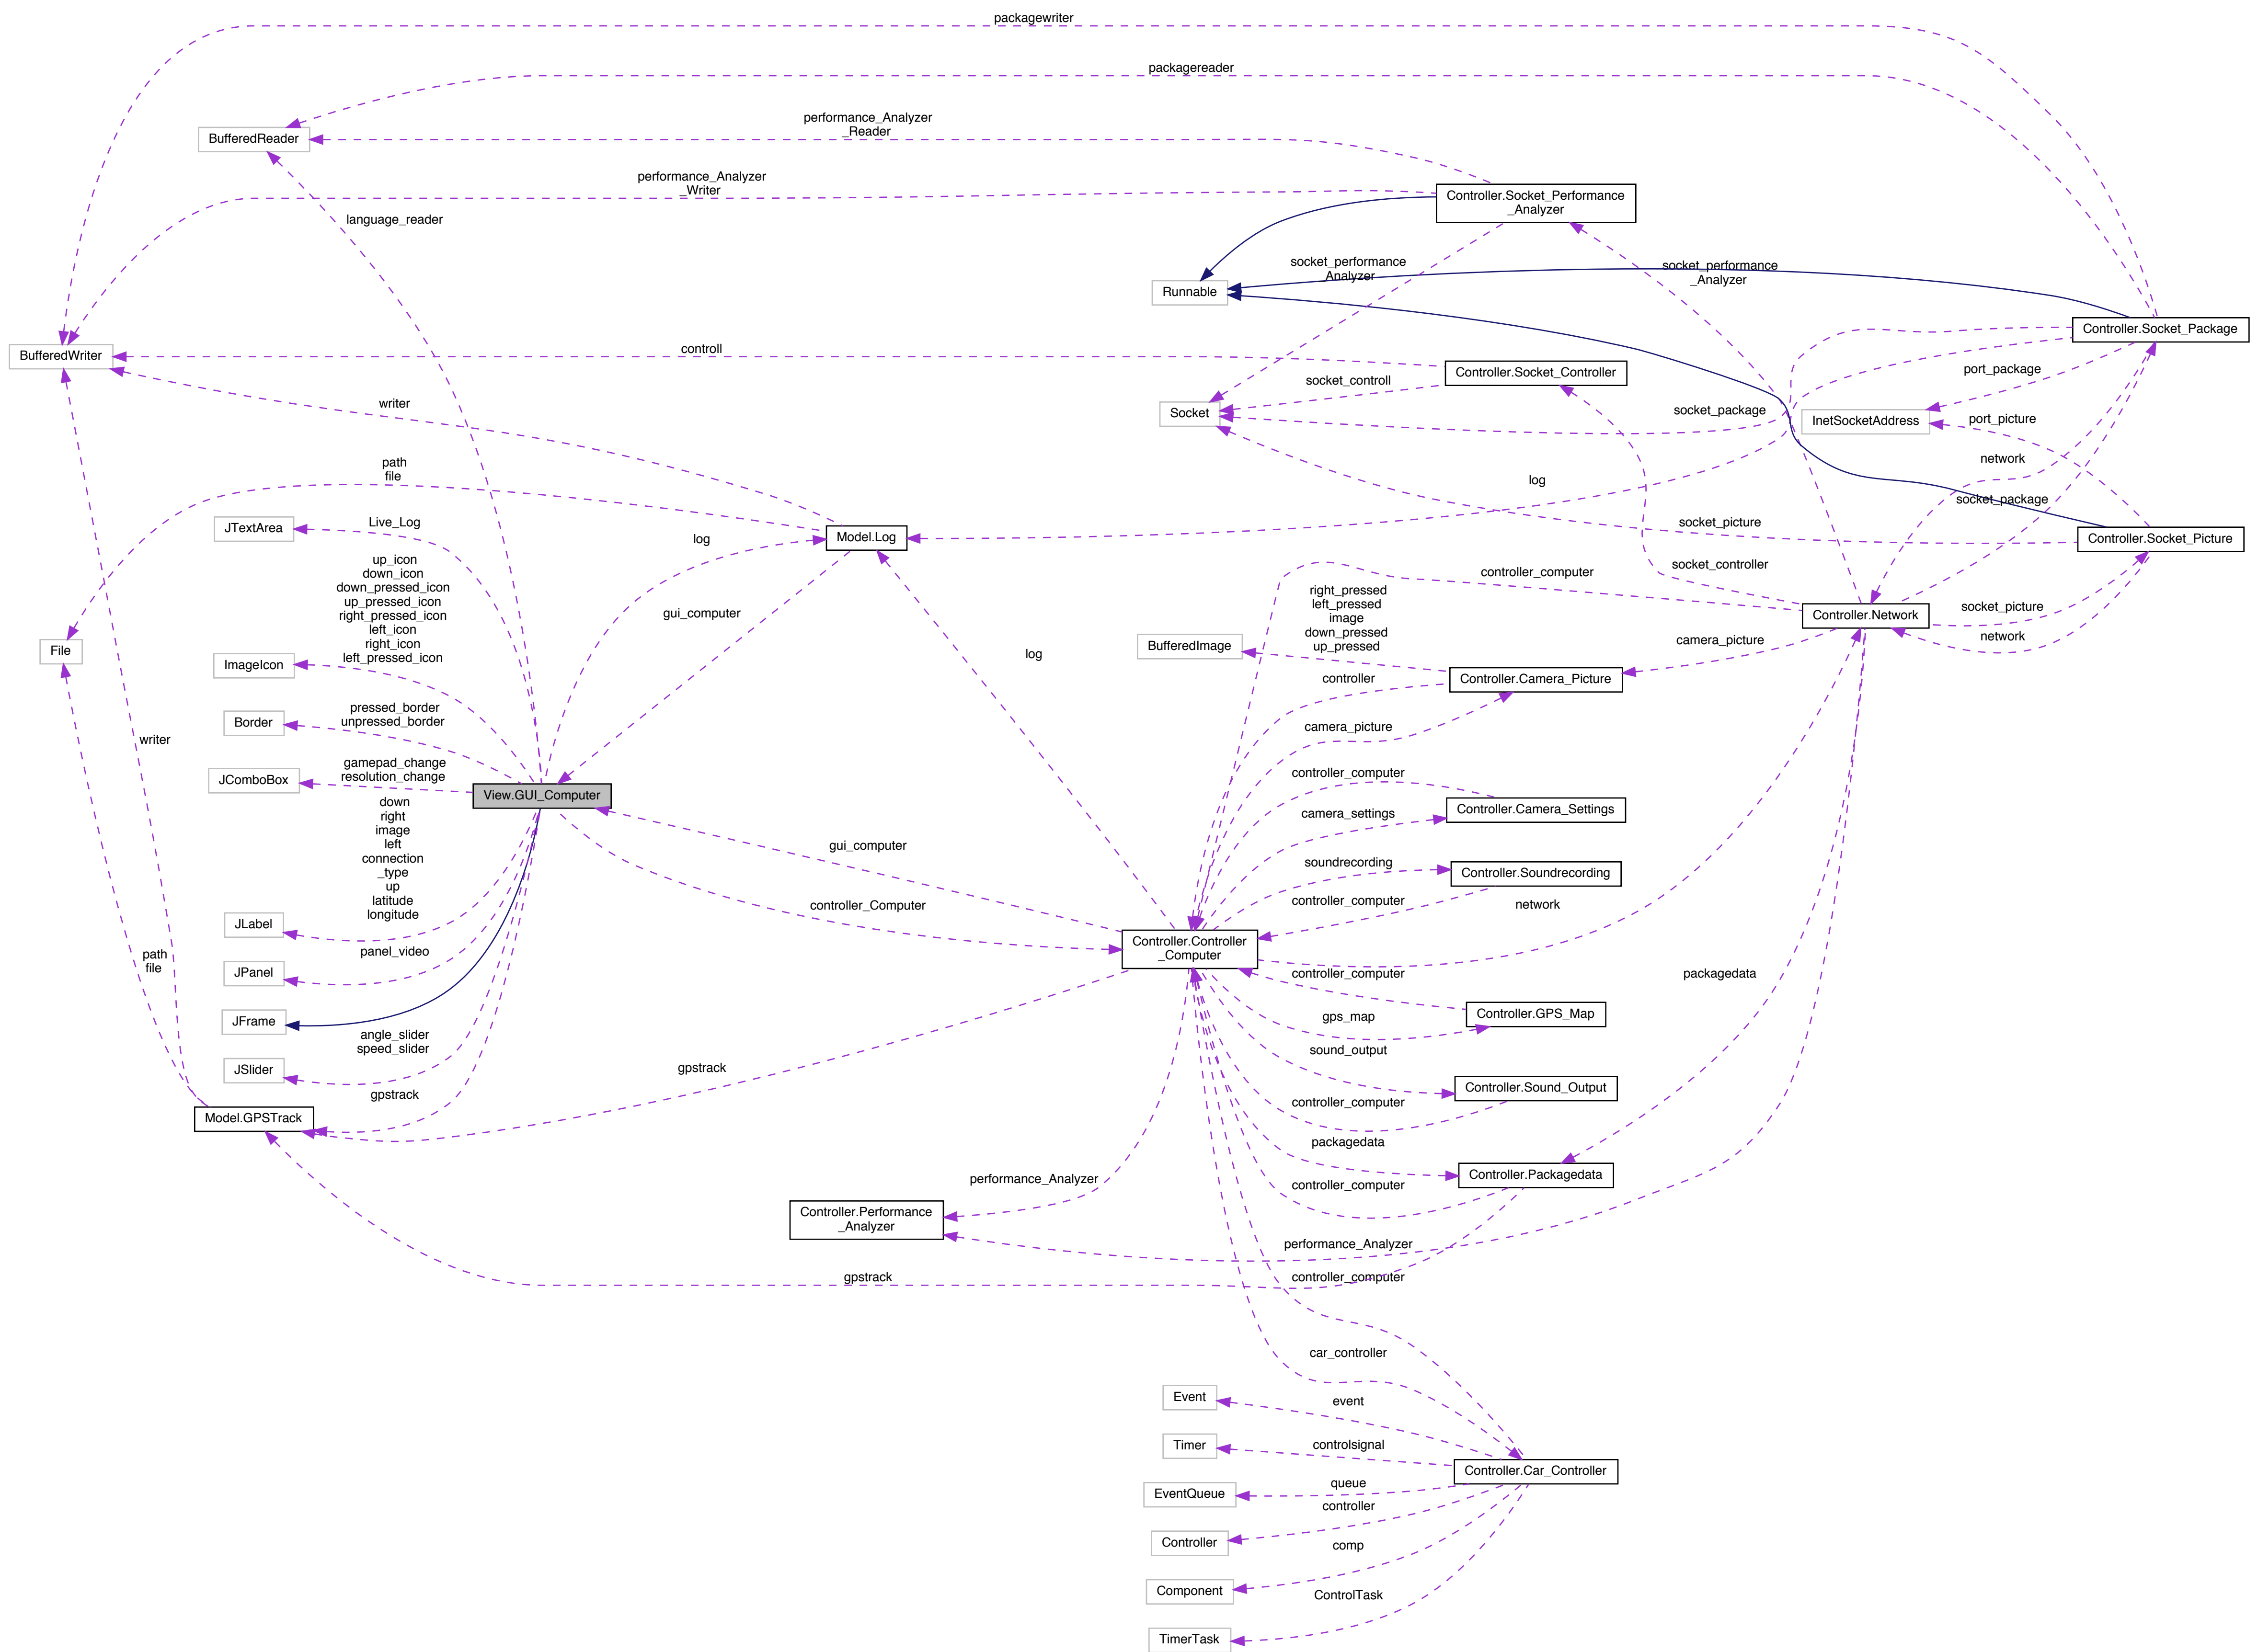 packagewriter
packagereader
performance_Analyzer
_Reader
BufferedReader
performance_Analyzer
_Writer
Controller.Socket_Performance
_Analyzer
language_reader
socket_performance
_Analyzer
socket_performance
_Analyzer
Runnable
Controller.Socket_Package
BufferedWriter
controll
Controller.Socket_Controller
port_package
socket_controll
writer
Socket
socket_package
InetSocketAddress
port_picture
path
file
network
log
socket_package
JTextArea
Live_Log
socket_picture
Model.Log
log
Controller.Socket_Picture
up_icon
down_icon
down_pressed_icon
up_pressed_icon
right_pressed_icon
left_icon
right_icon
left_pressed_icon
controller_computer
socket_controller
right_pressed
left_pressed
image
down_pressed
up_pressed
gui_computer
Controller.Network
socket_picture
network
camera_picture
File
BufferedImage
log
ImageIcon
controller
Controller.Camera_Picture
Border
pressed_border
unpressed_border
camera_picture
writer
JComboBox
gamepad_change
resolution_change
controller_computer
View.GUI_Computer
Controller.Camera_Settings
camera_settings
down
right
image
left
connection
_type
up
latitude
longitude
gui_computer
soundrecording
Controller.Soundrecording
controller_computer
network
controller_Computer
JLabel
Controller.Controller
_Computer
panel_video
path
file
JPanel
controller_computer
packagedata
JFrame
gps_map
Controller.GPS_Map
angle_slider
speed_slider
sound_output
JSlider
gpstrack
gpstrack
Controller.Sound_Output
controller_computer
Model.GPSTrack
packagedata
performance_Analyzer
Controller.Packagedata
controller_computer
Controller.Performance
_Analyzer
performance_Analyzer
gpstrack
controller_computer
car_controller
Event
event
Timer
controlsignal
Controller.Car_Controller
EventQueue
queue
controller
Controller
comp
Component
ControlTask
TimerTask